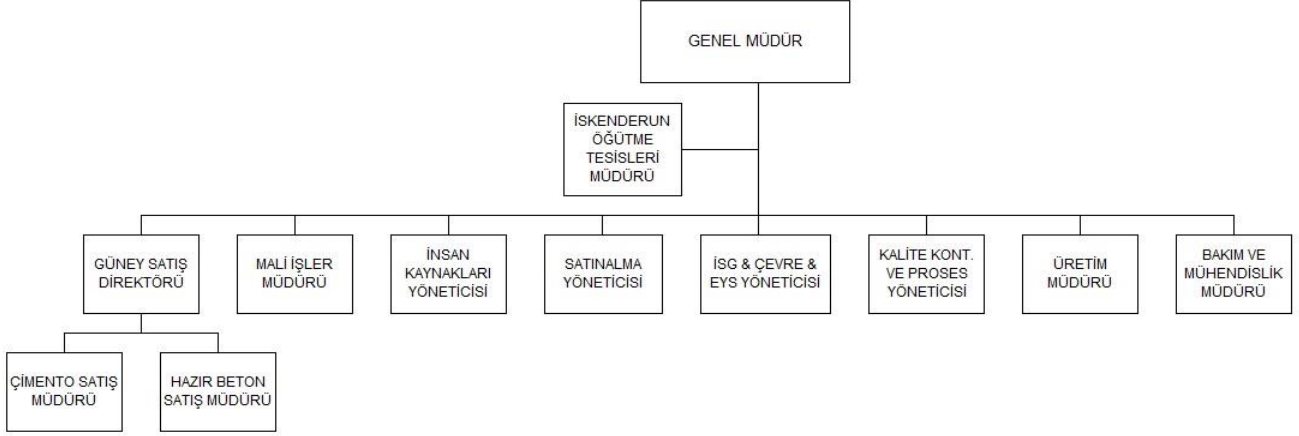 GENEL MÜDÜR
İSKENDERUN
ÖĞÜTME
TESİSLERİ
MÜDÜRÜ
GÜNEY SATIŞ
DİREKTÖRÜ
MALİ İŞLER
MÜDÜRÜ
İNSAN
KAYNAKLARI
YÖNETİCİSİ
SATINALMA
YÖNETİCİSİ
İSG & ÇEVRE &
EYS YÖNETİCİSİ
KALİTE KONT.
VE PROSES
YÖNETİCİSİ
ÜRETİM
MÜDÜRÜ
BAKIM VE
MÜHENDİSLİK
MÜDÜRÜ
ÇİMENTO SATIŞ
MÜDÜRÜ
HAZIR BETON
SATIŞ MÜDÜRÜ